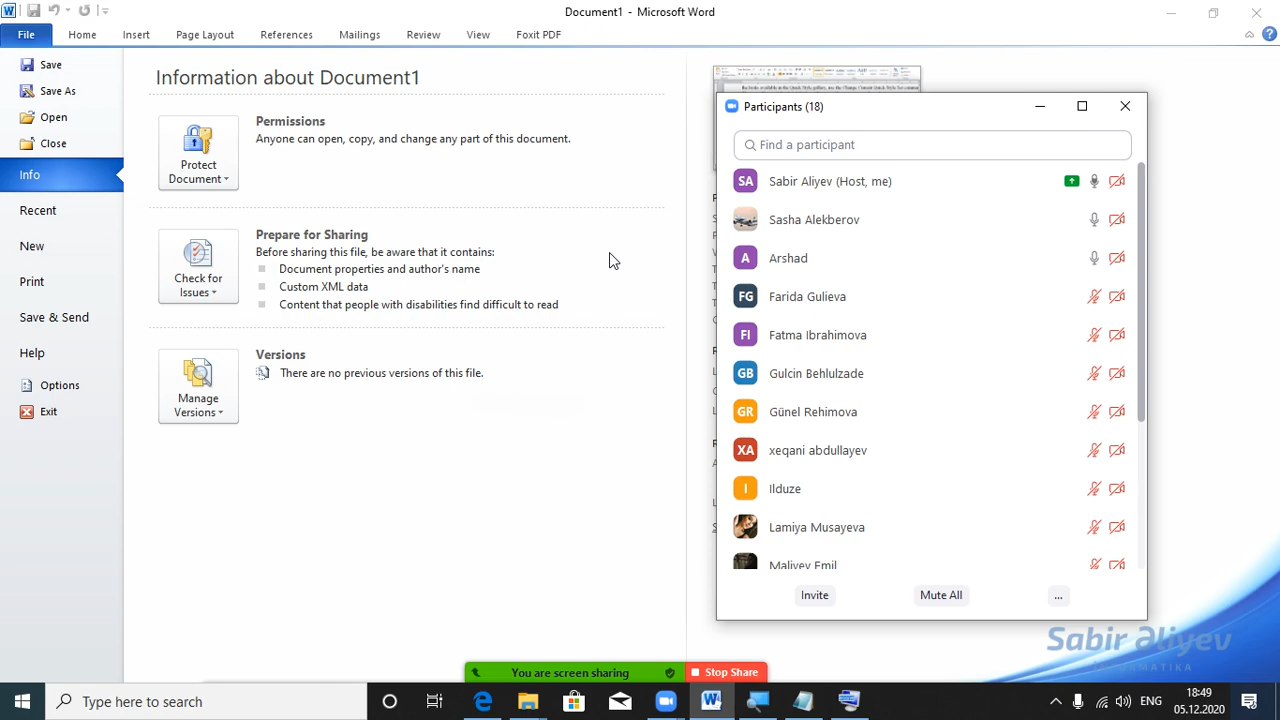 Document1 - Microsoft Word
File Home Insert Page Layout References Mailings Review View Foxit PDF
Save
Save As
Open
Close
Info
Recent
New
Print
Save & Send
Help
Options
Exit
Information about Document1
Protect
Document
Permissions
Anyone can open, copy, and change any part of this document.
Check for
Issues
Prepare for Sharing
Before sharing this file, be aware that it contains:
Document properties and author's name
Custom XML data
Content that people with disabilities find difficult to read
Manage
Versions
Versions
There are no previous versions of this file.
Participants (18)
Find a participant
SA Sabir Aliyev (Host, me)
Sasha Alekberov
A Arshad
FG Farida Gulieva
FI Fatma Ibrahimova
GB Gulcin Behlulzade
GR Günel Rehimova
XA xeqani abdullayev
I Ilduze
Lamiya Musayeva
Maliyev Emil
Invite Mute All ...
Sabir Əliyev
You are screen sharing Stop Share
Type here to search
ENG
18:49
05.12.2020